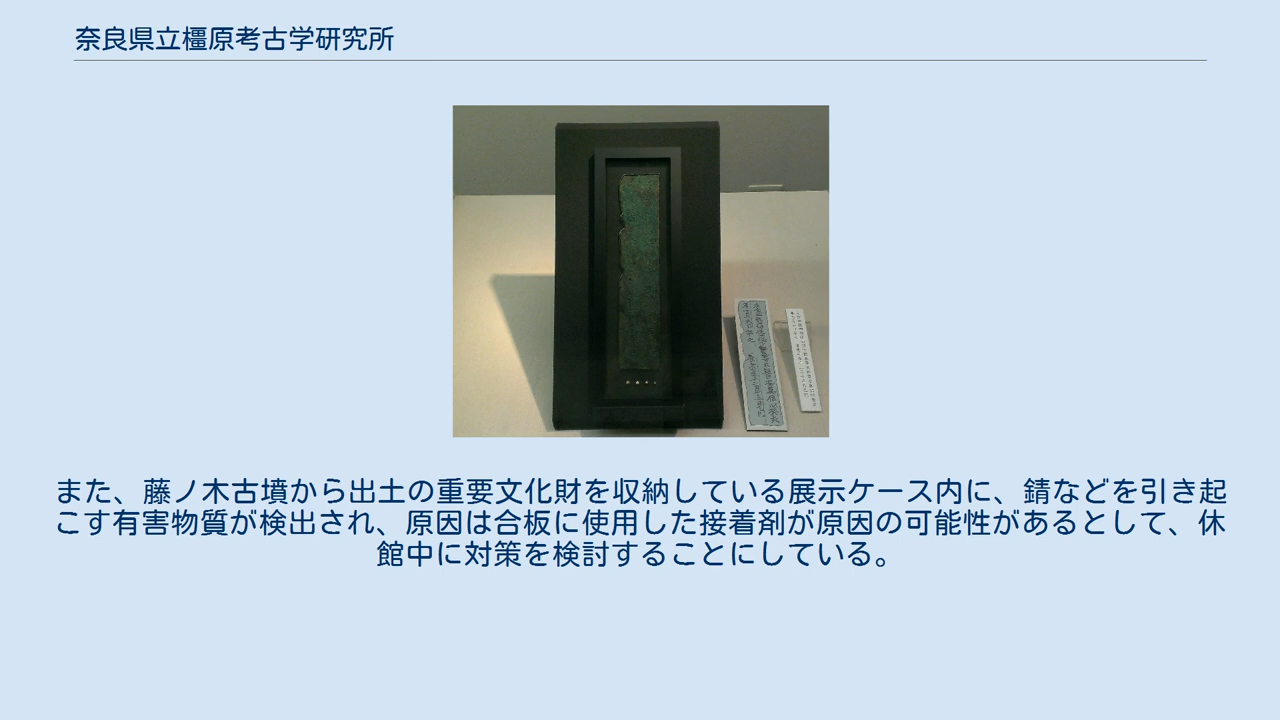 奈良県立橿原考古学研究所
また、藤ノ木古墳から出土の重要文化財を収納している展示ケース内に、錆などを引き起
こす有害物質が検出され、原因は合板に使用した接着剤が原因の可能性があるとして、休
館中に対策を検討することにしている。